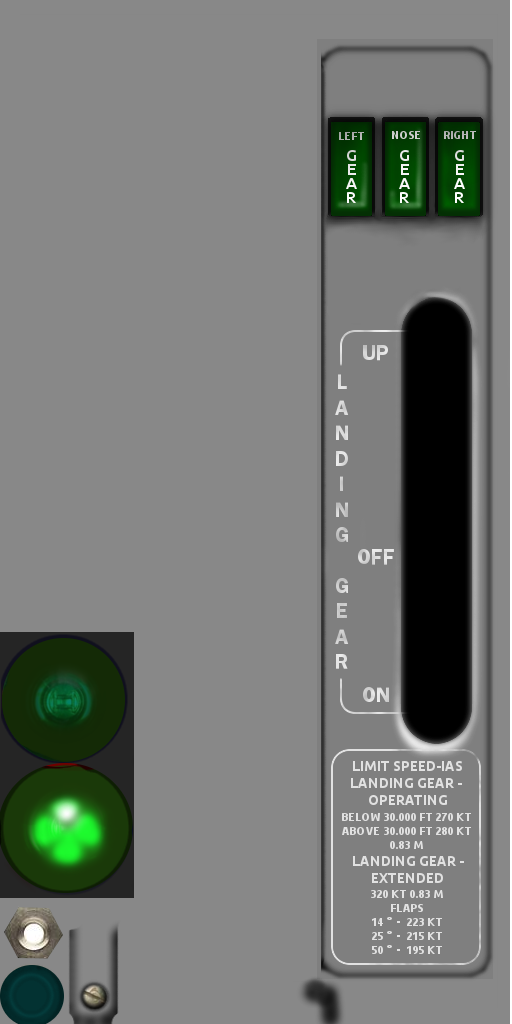 LEFT NOSE RIGHT
GEAR GEAR GEAR
UP
LANDING GEAR
OFF
ON
LIMIT SPEED-IAS
LANDING GEAR -
OPERATING
BELOW 30.000 FT 270 KT
ABOVE 30.000 FT 280 KT
0.83 M
LANDING GEAR -
EXTENDED
320 KT 0.83 M
FLAPS
14 ° - 223 KT
25 ° - 215 KT
50 ° - 195 KT